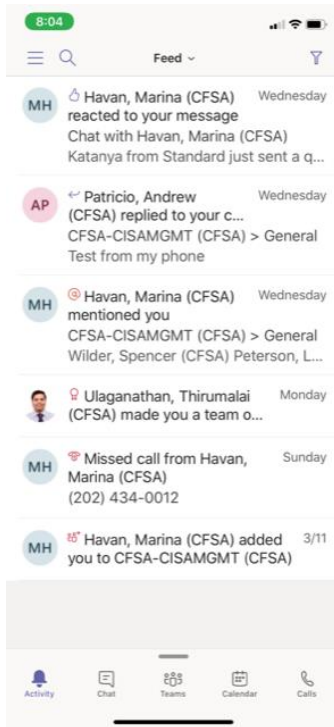 8:04
Feed
MH
Havan, Marina (CFSA) Wednesday
reacted to your message
Chat with Havan, Marina (CFSA)
Katanya from Standard just sent a q...
AP
Patricio, Andrew Wednesday
(CFSA) replied to your c...
CFSA-CISAMGMT (CFSA) > General
Test from my phone
MH
Havan, Marina (CFSA) Wednesday
mentioned you
CFSA-CISAMGMT (CFSA) > General
Wilder, Spencer (CFSA) Peterson, L...
Ulaganathan, Thirumalai Monday
(CFSA) made you a team o...
MH
Missed call from Havan, Sunday
Marina (CFSA)
(202) 434-0012
MH
Havan, Marina (CFSA) added 3/11
you to CFSA-CISAMGMT (CFSA)
Activity Chat Teams Calendar Calls